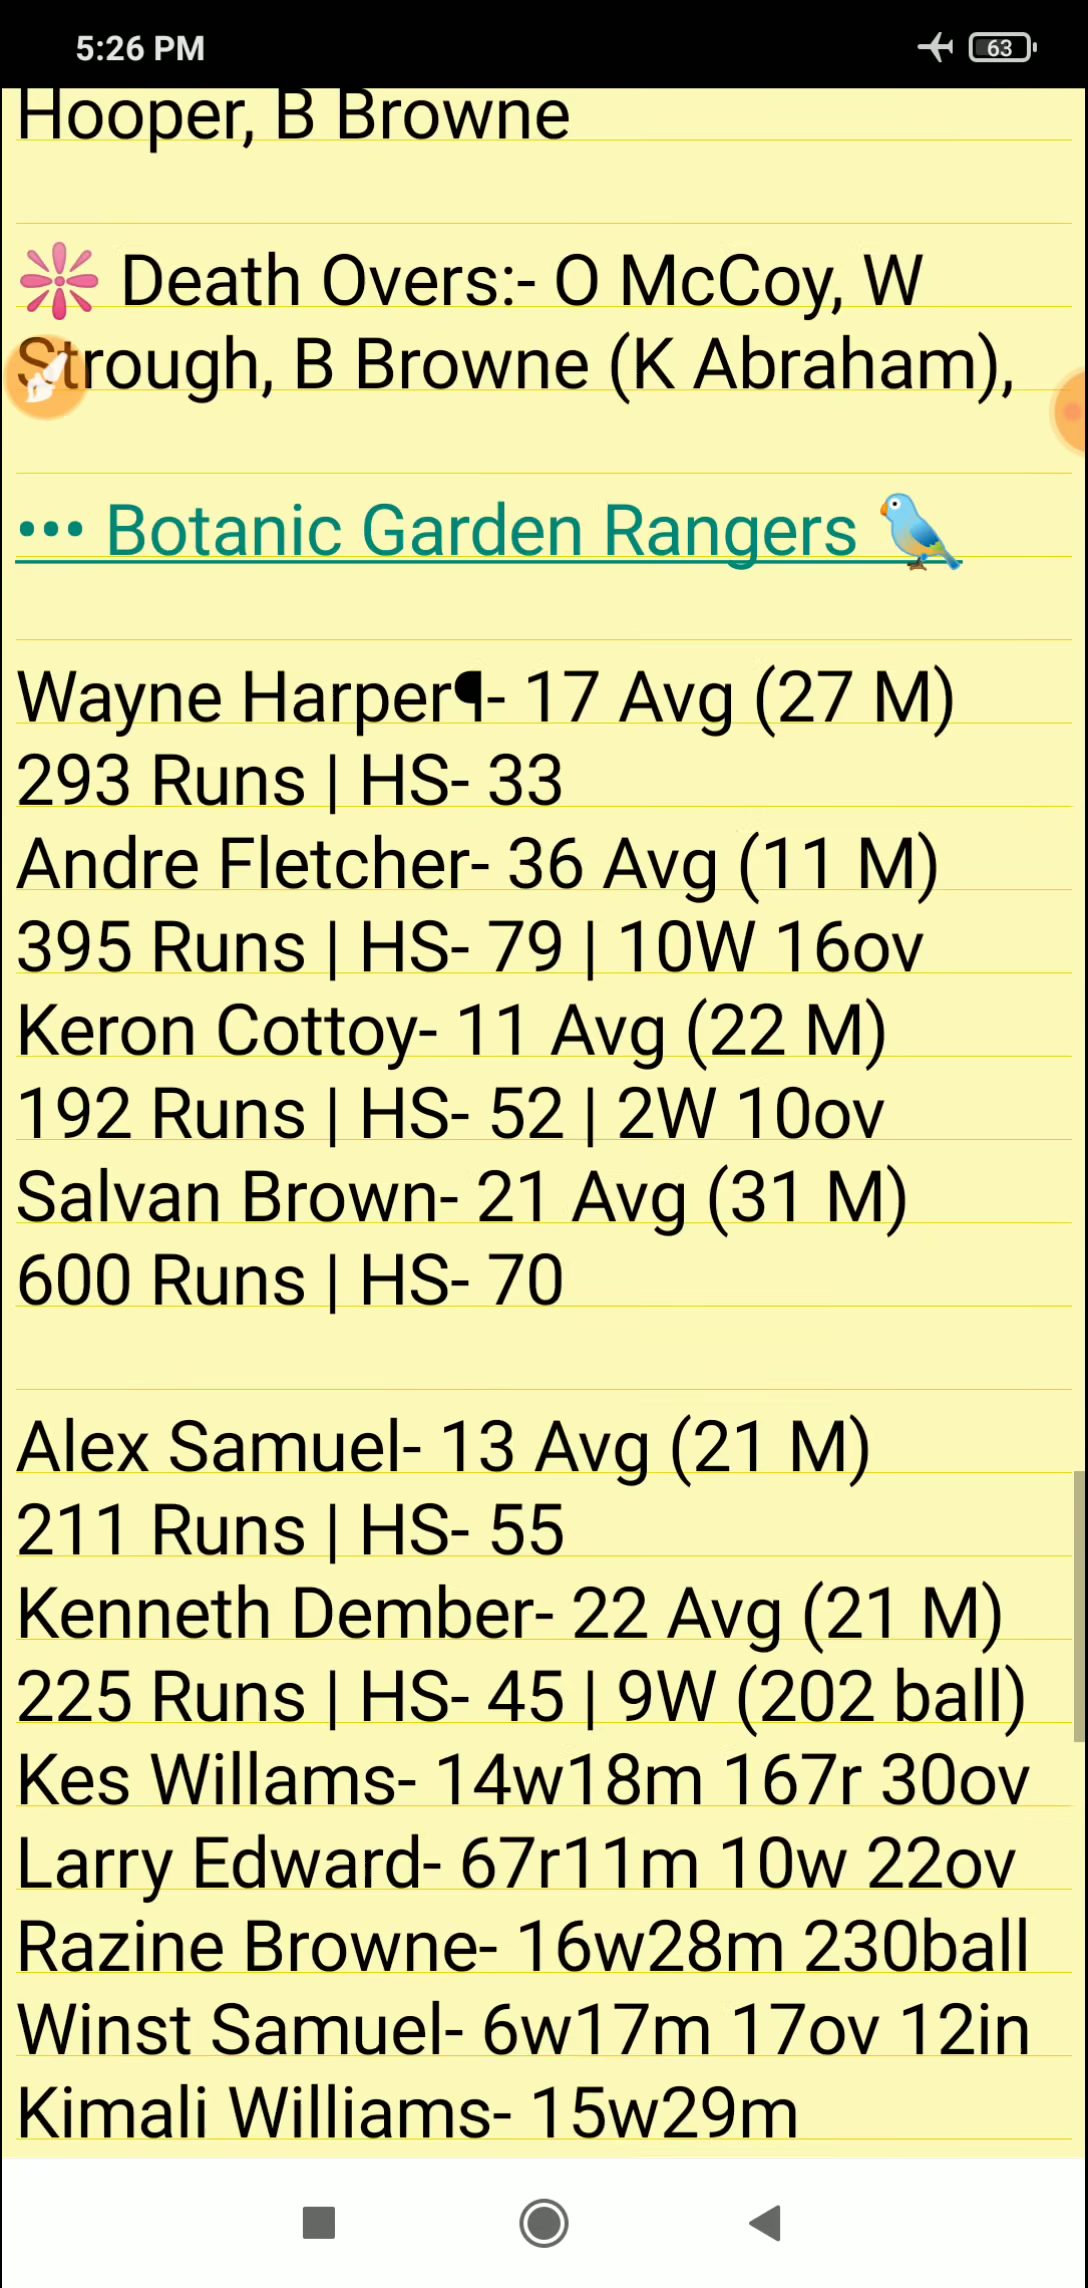 5:26 PM
63
Hooper, B Browne
Death Overs:- O McCoy, W
Strough, B Browne (K Abraham),
••• Botanic Garden Rangers
Wayne Harper¶- 17 Avg (27 M)
293 Runs | HS- 33
Andre Fletcher- 36 Avg (11 M)
395 Runs | HS- 79 | 10W 16ov
Keron Cottoy- 11 Avg (22 M)
192 Runs | HS- 52 | 2W 10ov
Salvan Brown- 21 Avg (31 M)
600 Runs | HS- 70
Alex Samuel- 13 Avg (21 M)
211 Runs | HS- 55
Kenneth Dember- 22 Avg (21 M)
225 Runs | HS- 45 | 9W (202 ball)
Kes Willams- 14w18m 167r 30ov
Larry Edward- 67r11m 10w 22ov
Razine Browne- 16w28m 230ball
Winst Samuel- 6w17m 17ov 12in
Kimali Williams- 15w29m